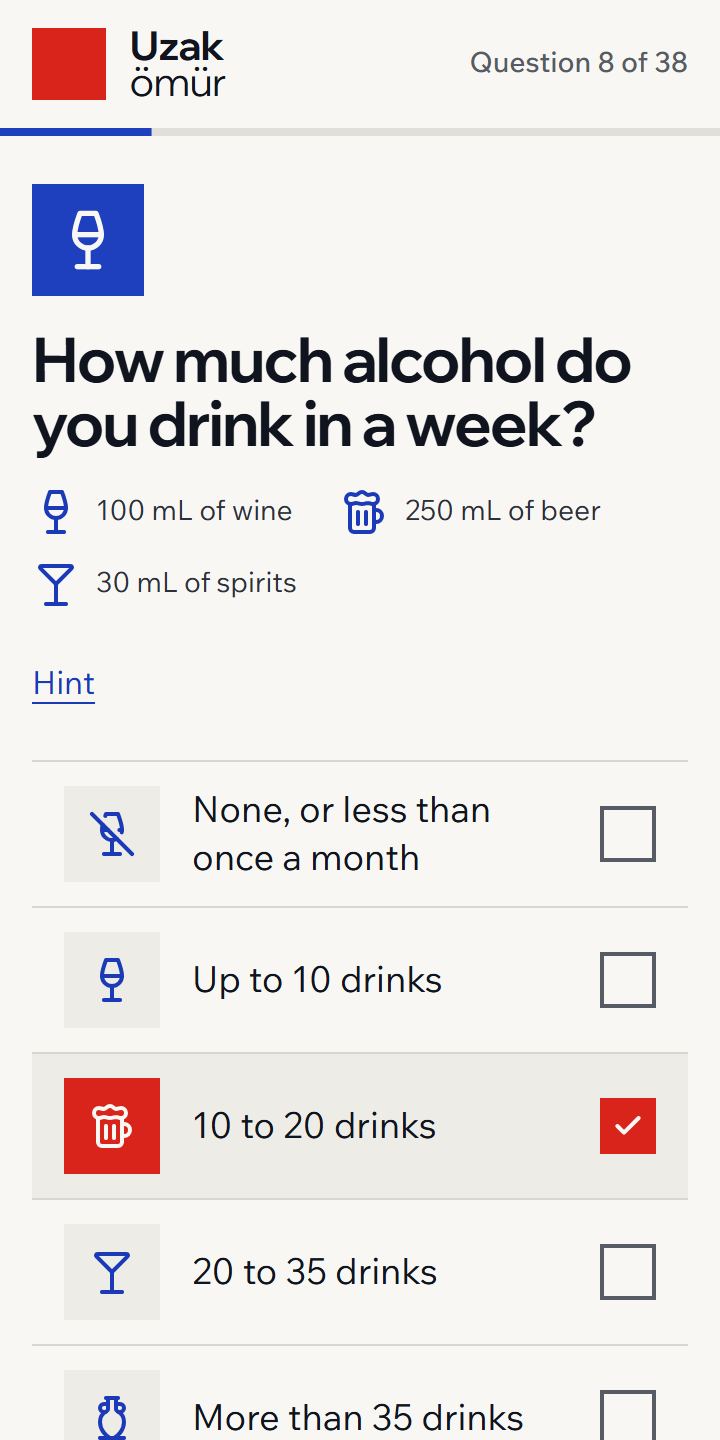 Uzak
ömür
Question 8 of 38
How much alcohol do
you drink in a week?
100 mL of wine
250 mL of beer
30 mL of spirits
Hint
None, or less than
once a month
Up to 10 drinks
10 to 20 drinks
20 to 35 drinks
More than 35 drinks